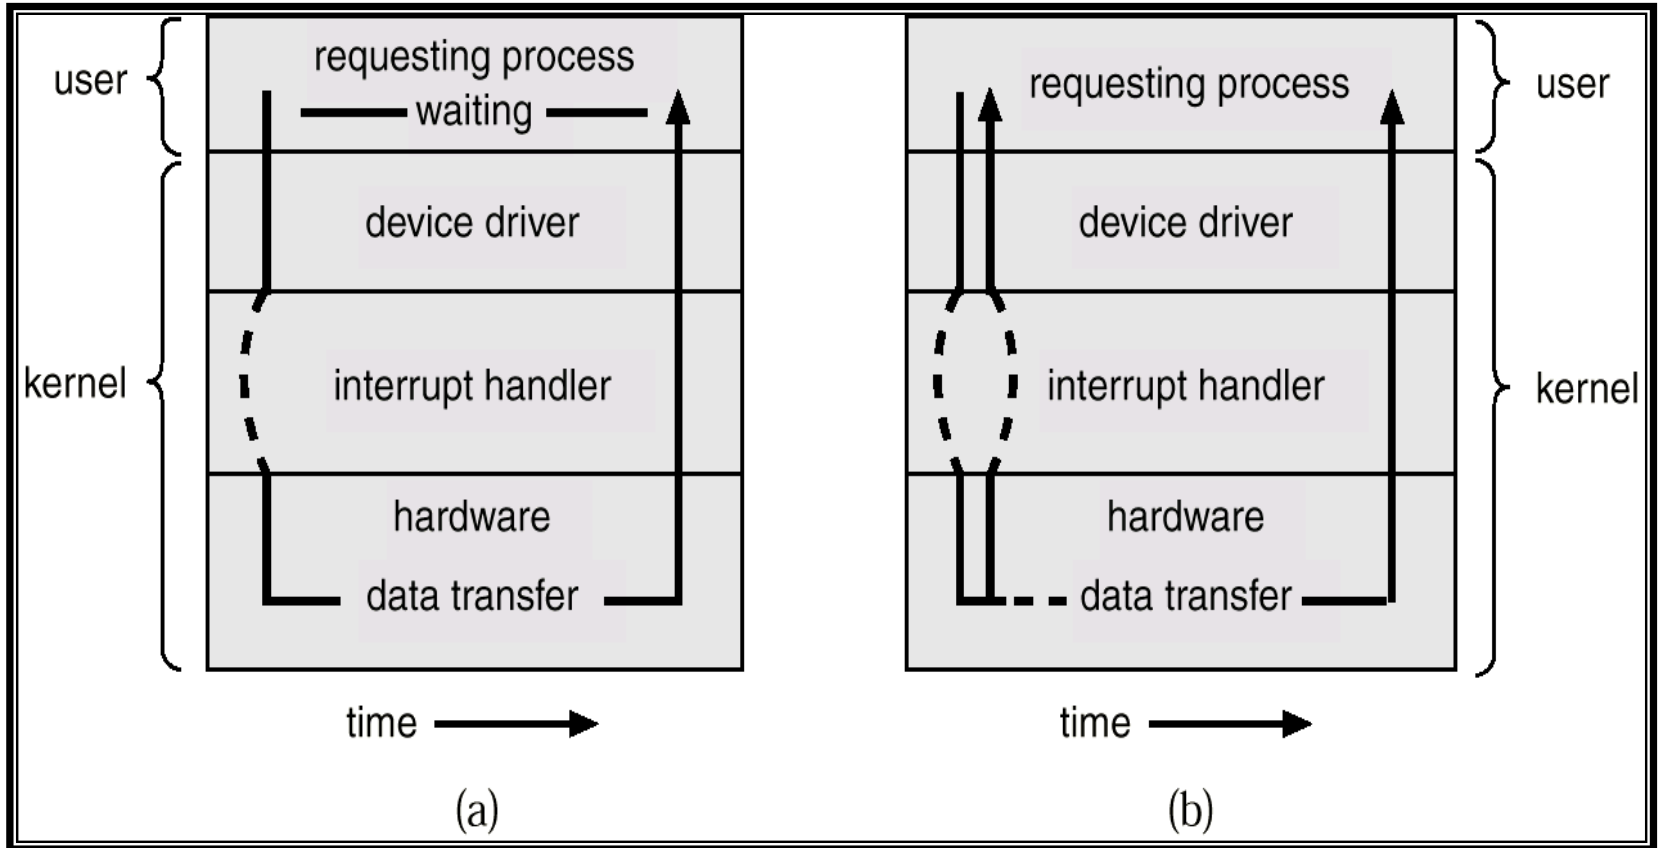 user
requesting process
waiting
device driver
kernel
interrupt handler
hardware
data transfer
time
(a)
requesting process
user
device driver
interrupt handler
kernel
hardware
data transfer
time
(b)